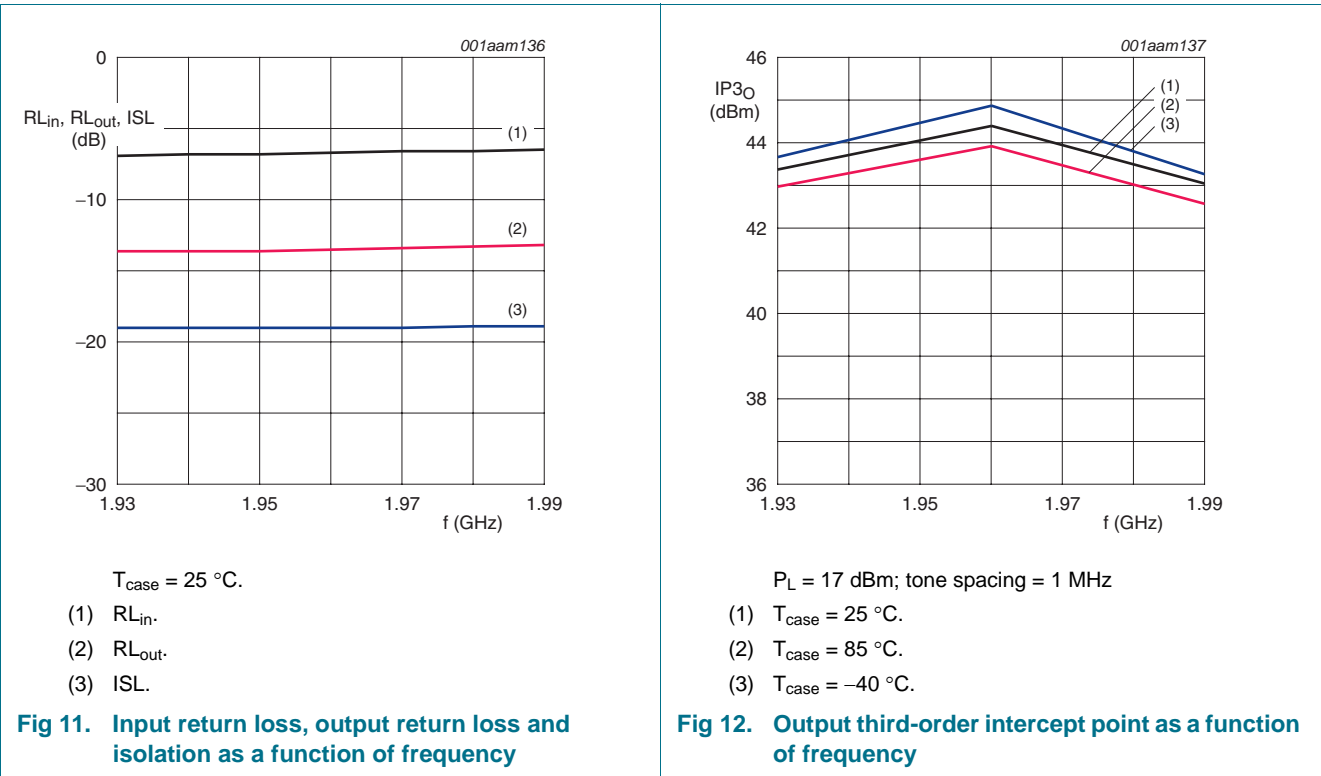 001aam136
0
RLin, RLout, ISL
(dB)
(1)
−10
(2)
(3)
−20
−30
1.93 1.95 1.97 1.99
f (GHz)
Tcase = 25 °C.
(1) RLin.
(2) RLout.
(3) ISL.
Fig 11. Input return loss, output return loss and
isolation as a function of frequency
001aam137
46
IP3O
(dBm)
(1)
(2)
(3)
44
42
40
38
36
1.93 1.95 1.97 1.99
f (GHz)
PL = 17 dBm; tone spacing = 1 MHz
(1) Tcase = 25 °C.
(2) Tcase = 85 °C.
(3) Tcase = −40 °C.
Fig 12. Output third-order intercept point as a function
of frequency